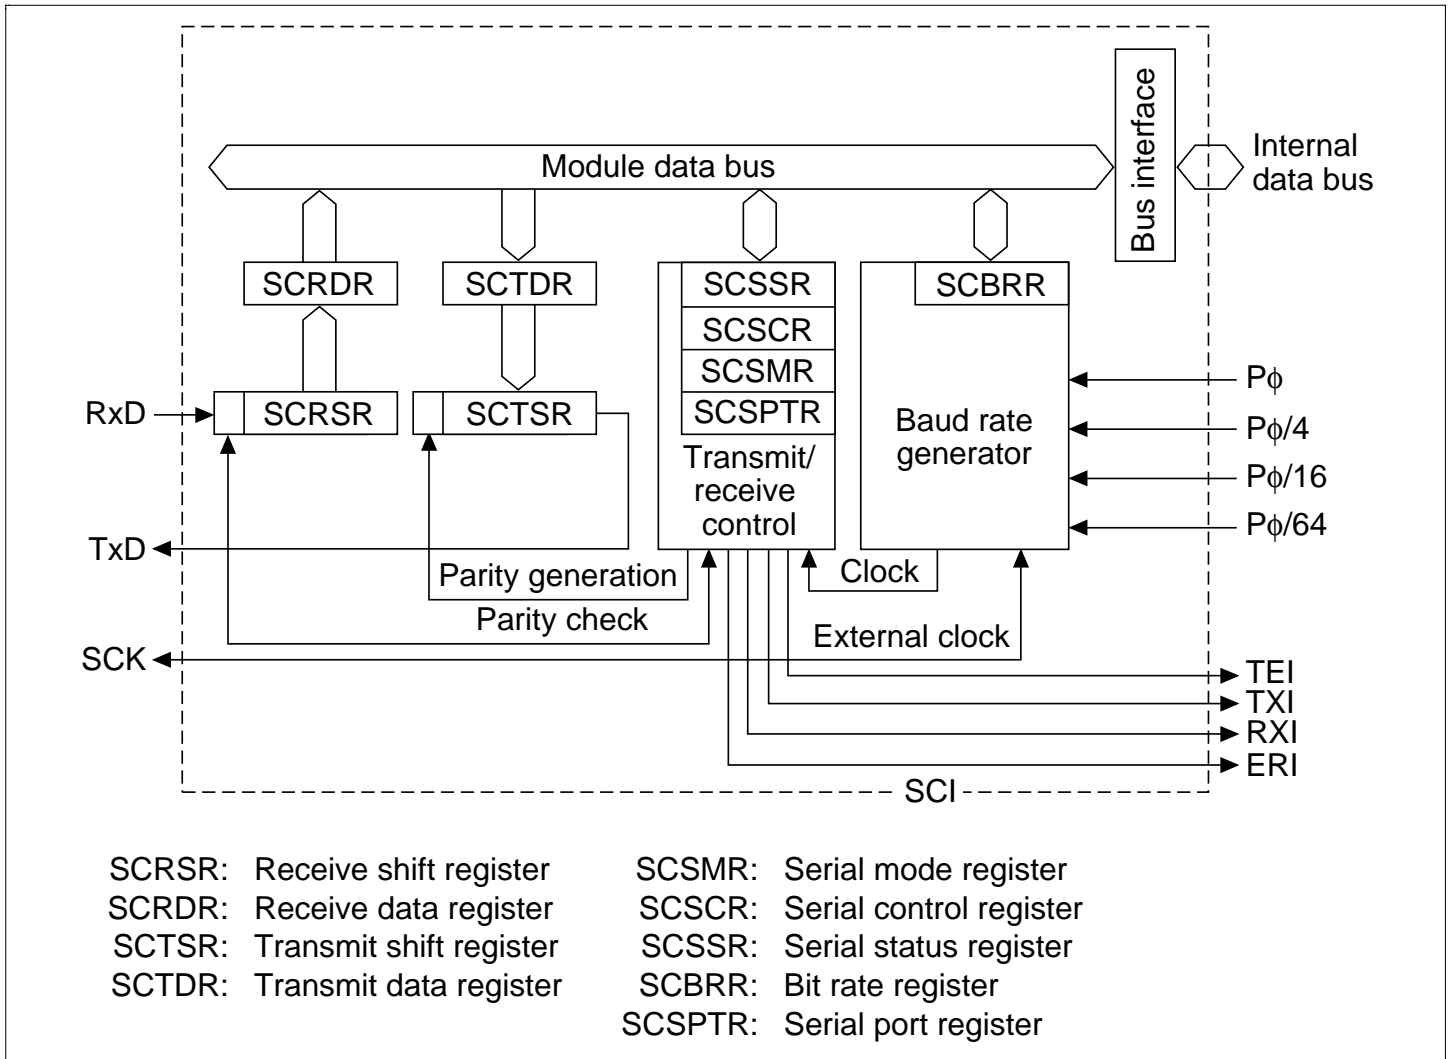 Bus interface
Internal
data bus
Module data bus
SCRDR
SCTDR
SCSSR
SCBRR
SCSCR
SCSMR
SCRSR
SCTSR
SCSPTR
RxD
TxD
SCK
Transmit/
receive
control
Baud rate
generator
Pϕ
Pϕ/4
Pϕ/16
Pϕ/64
Parity generation
Parity check
Clock
External clock
TEI
TXI
RXI
ERI
SCI
SCRSR: Receive shift register
SCRDR: Receive data register
SCTSR: Transmit shift register
SCTDR: Transmit data register
SCSMR: Serial mode register
SCSCR: Serial control register
SCSSR: Serial status register
SCBRR: Bit rate register
SCSPTR: Serial port register